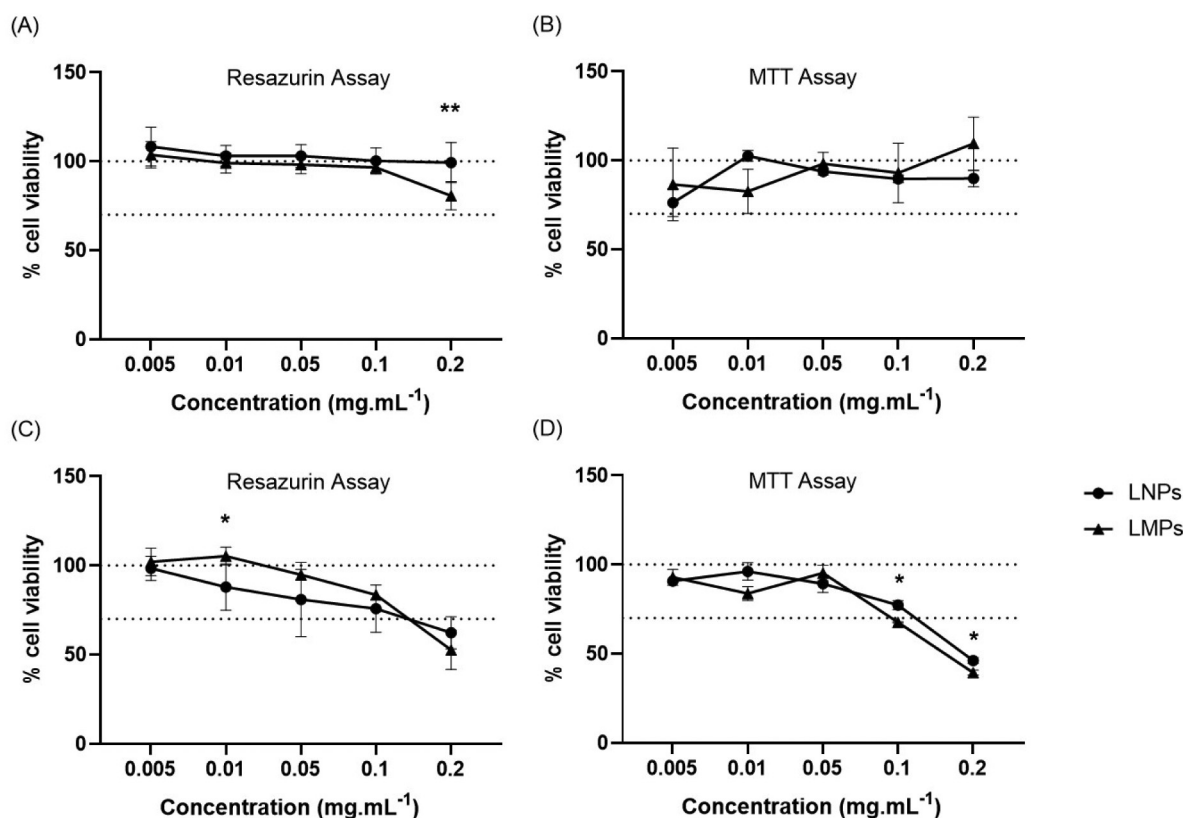 (A)
Resazurin Assay
**
150
100
50
0
% cell viability
0.005 0.01 0.05 0.1 0.2
Concentration (mg.mL⁻¹)
(B)
MTT Assay
150
100
50
0
% cell viability
0.005 0.01 0.05 0.1 0.2
Concentration (mg.mL⁻¹)
(C)
Resazurin Assay
*
150
100
50
0
% cell viability
0.005 0.01 0.05 0.1 0.2
Concentration (mg.mL⁻¹)
(D)
MTT Assay
*
*
150
100
50
0
% cell viability
0.005 0.01 0.05 0.1 0.2
Concentration (mg.mL⁻¹)
LNPs
LMPs